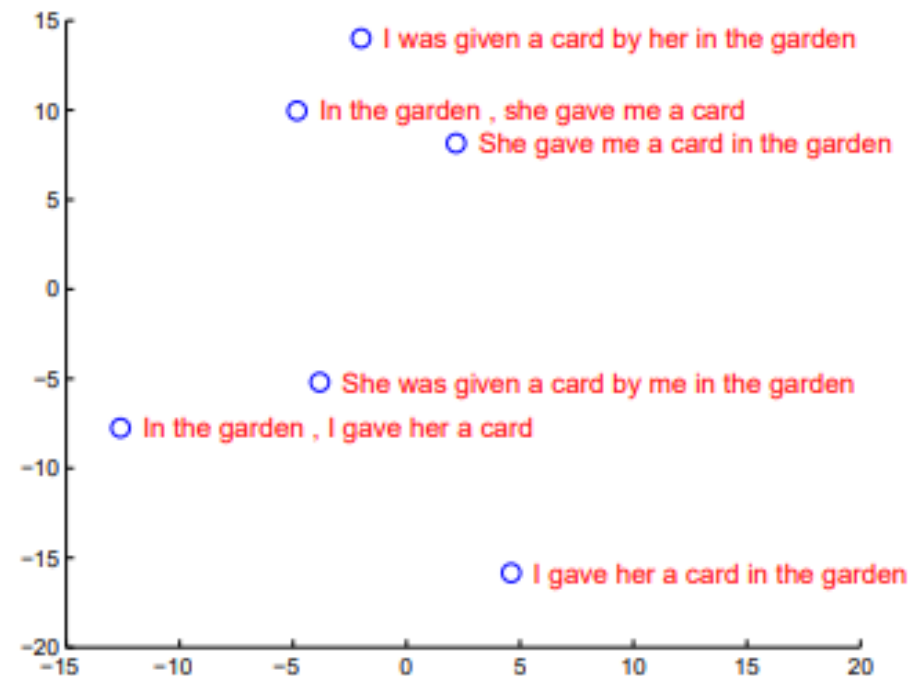 15
I was given a card by her in the garden
10
In the garden , she gave me a card
She gave me a card in the garden
5
0
−5
She was given a card by me in the garden
In the garden , I gave her a card
−10
−15
I gave her a card in the garden
−20
−15 −10 −5 0 5 10 15 20